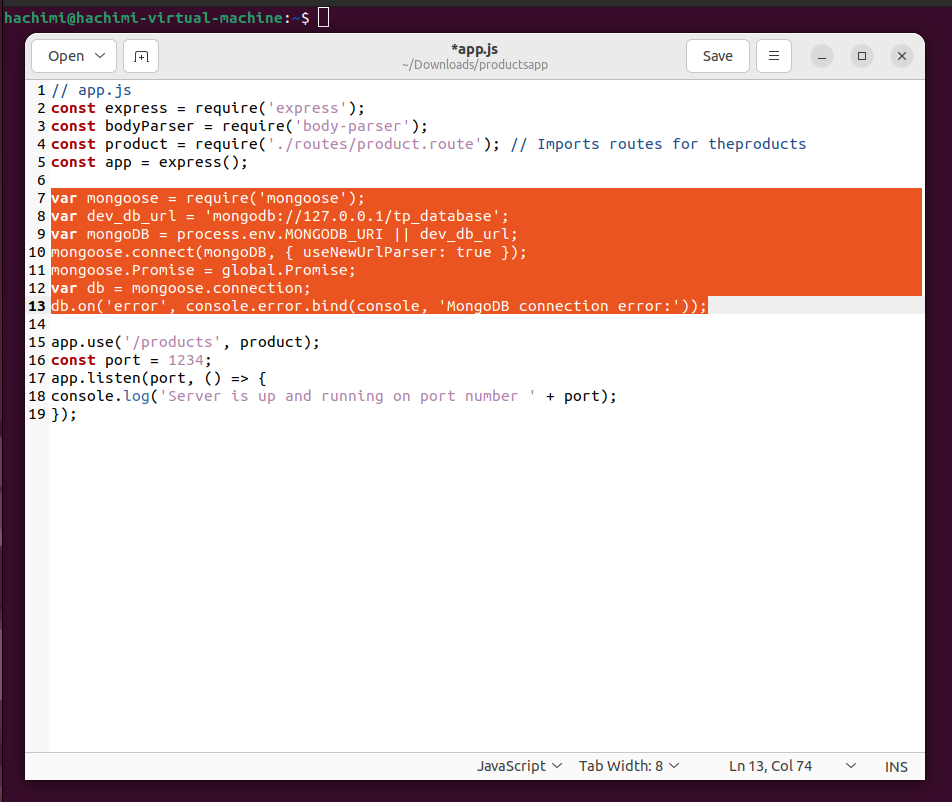 hachimi@hachimi-virtual-machine:~$
Open
*app.js
~/Downloads/productsapp
Save
1 // app.js
2 const express = require('express');
3 const bodyParser = require('body-parser');
4 const product = require('./routes/product.route'); // Imports routes for theproducts
5 const app = express();
6
7 var mongoose = require('mongoose');
8 var dev_db_url = 'mongodb://127.0.0.1/tp_database';
9 var mongoDB = process.env.MONGODB_URI || dev_db_url;
10 mongoose.connect(mongoDB, { useNewUrlParser: true });
11 mongoose.Promise = global.Promise;
12 var db = mongoose.connection;
13 db.on('error', console.error.bind(console, 'MongoDB connection error:'));
14
15 app.use('/products', product);
16 const port = 1234;
17 app.listen(port, () => {
18 console.log('Server is up and running on port number ' + port);
19 });
JavaScript Tab Width: 8 Ln 13, Col 74 INS